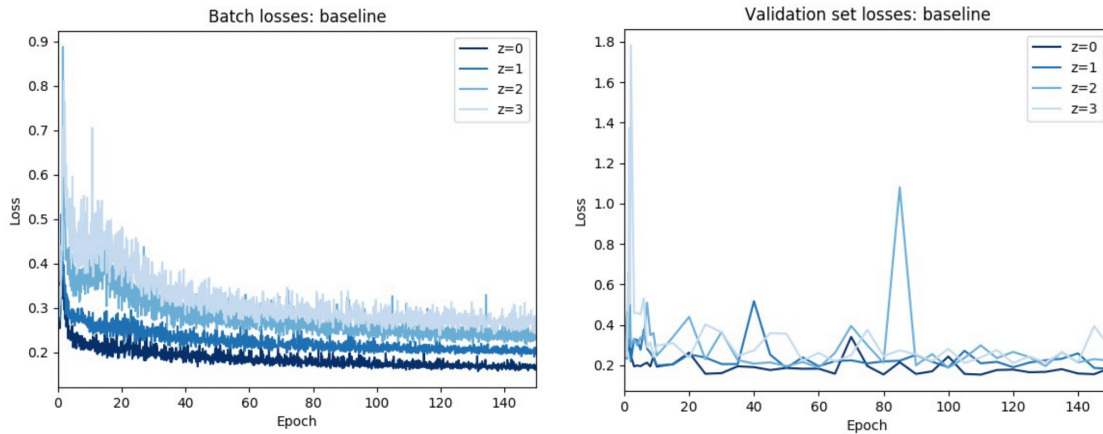 Batch losses: baseline
Loss
0.9
0.8
0.7
0.6
0.5
0.4
0.3
0.2
z=0
z=1
z=2
z=3
0 20 40 60 80 100 120 140
Epoch
Validation set losses: baseline
Loss
1.8
1.6
1.4
1.2
1.0
0.8
0.6
0.4
0.2
z=0
z=1
z=2
z=3
0 20 40 60 80 100 120 140
Epoch